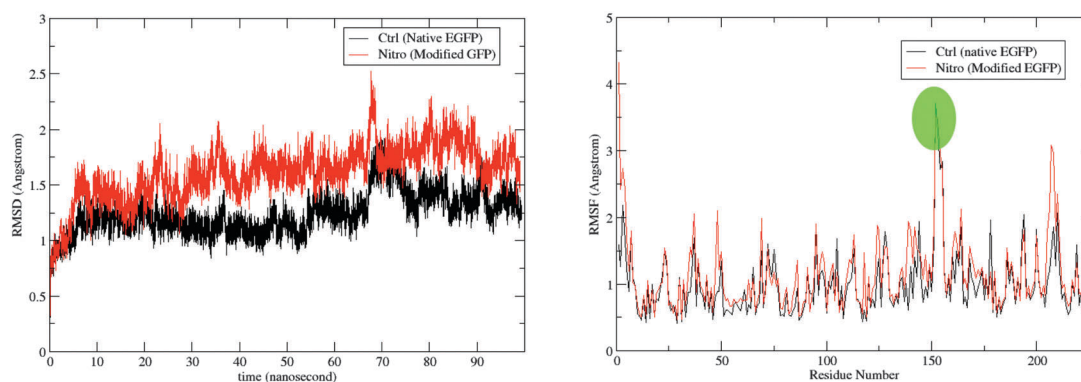 3
2.5
2
1.5
1
0.5
0
0 10 20 30 40 50 60 70 80 90
RMSD (Angstrom)
time (nanosecond)
Ctrl (Native EGFP)
Nitro (Modified GFP)
5
4
3
2
1
0
0 50 100 150 200
RMSF (Angstrom)
Residue Number
Ctrl (native EGFP)
Nitro (Modified EGFP)